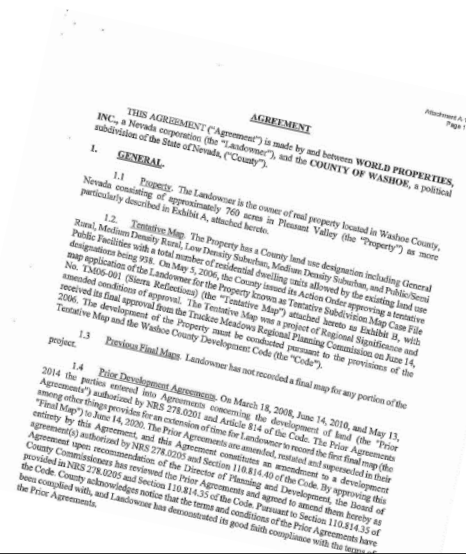 Attachment A-1
Page 1
AGREEMENT
THIS AGREEMENT ("Agreement") is made by and between WORLD PROPERTIES,
INC., a Nevada corporation (the "Landowner"), and the COUNTY OF WASHOE, a political
subdivision of the State of Nevada, ("County").
1. GENERAL.
1.1 Property. The Landowner is the owner of real property located in Washoe County,
Nevada consisting of approximately 760 acres in Pleasant Valley (the "Property") as more
particularly described in Exhibit A, attached hereto.
1.2. Tentative Map. The Property has a County land use designation including General
Rural, Medium Density Rural, Low Density Suburban, Medium Density Suburban, and Public/Semi
Public Facilities with a total number of residential dwelling units allowed by the existing land use
designations being 938. On May 5, 2006, the County issued its Action Order approving a tentative
map application of the Landowner for the Property known as Tentative Subdivision Map Case File
No. TM06-001 (Sierra Reflections) (the "Tentative Map") attached hereto as Exhibit B, with
amended conditions of approval. The Tentative Map was a project of Regional Significance and
received its final approval from the Truckee Meadows Regional Planning Commission on June 14,
2006. The development of the Property must be conducted pursuant to the provisions of the
Tentative Map and the Washoe County Development Code (the "Code").
1.3 Previous Final Maps. Landowner has not recorded a final map for any portion of the
project.
1.4 Prior Development Agreements. On March 18, 2008, June 14, 2010, and May 13,
2014 (the parties entered into Agreements concerning the development of land (the "Prior
Agreements") authorized by NRS 278.0201 and Article 814 of the Code. The Prior Agreements
among other things provides for an extension of time for Landowner to record the first final map (the
"Final Map") to June 14, 2020. The Prior Agreements are amended, restated and superseded in their
entirety by this Agreement, and this Agreement constitutes an amendment to a development
agreement(s) authorized by NRS 278.0205 and Section 110.814.40 of the Code. By approving this
Agreement upon recommendation of the Director of Planning and Development, the Board of
County Commissioners has reviewed the Prior Agreements and agreed to amend them hereby as
provided in NRS 278.0205 and Section 110.814.35 of the Code. Pursuant to Section 110.814.35 of
the Code. County acknowledges notice that the terms and conditions of the Prior Agreements have
been complied with, and Landowner has demonstrated its good faith compliance with the terms of
the Prior Agreements.